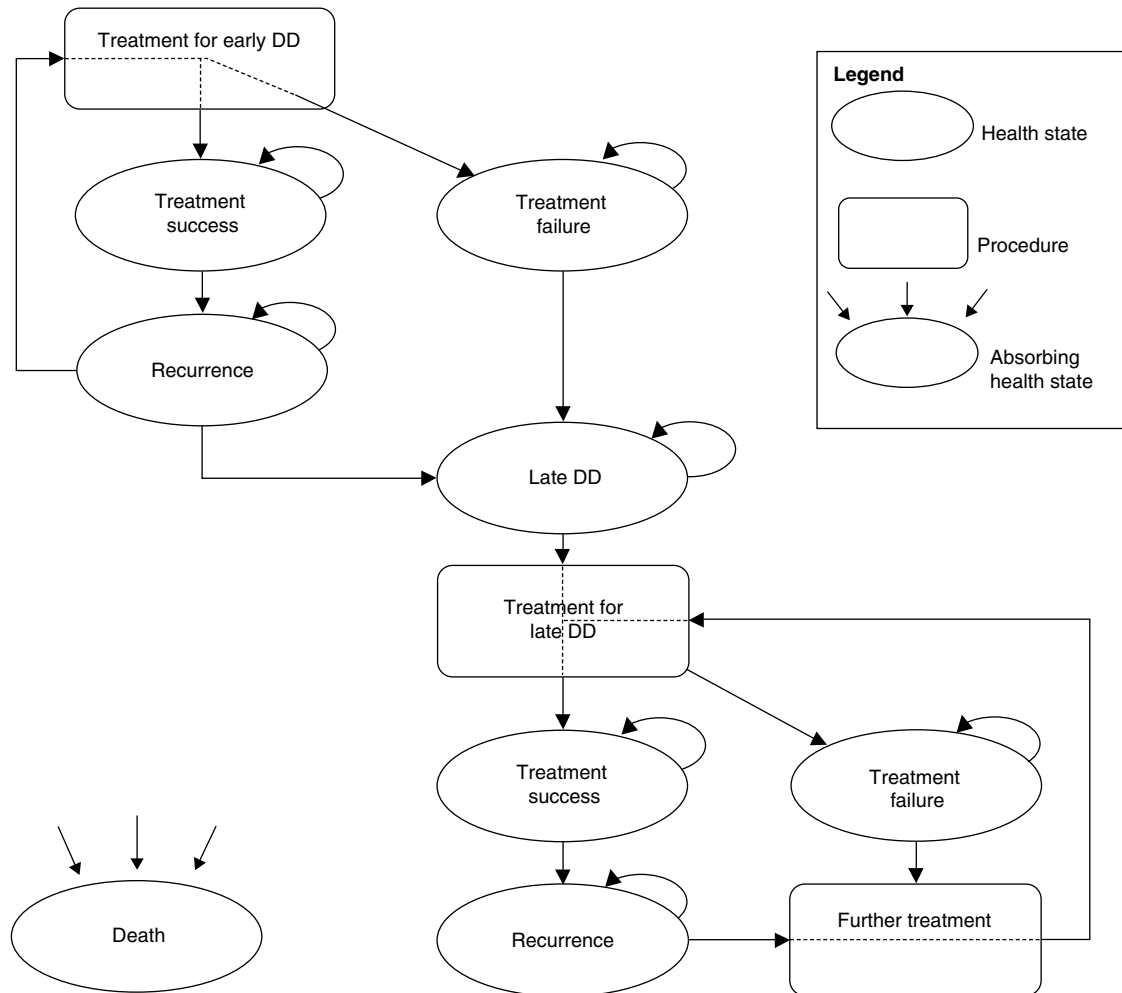 Treatment for early DD
Treatment
success
Treatment
failure
Recurrence
Late DD
Treatment for
late DD
Treatment
success
Treatment
failure
Recurrence
Further treatment
Death
Legend
Health state
Procedure
Absorbing
health state